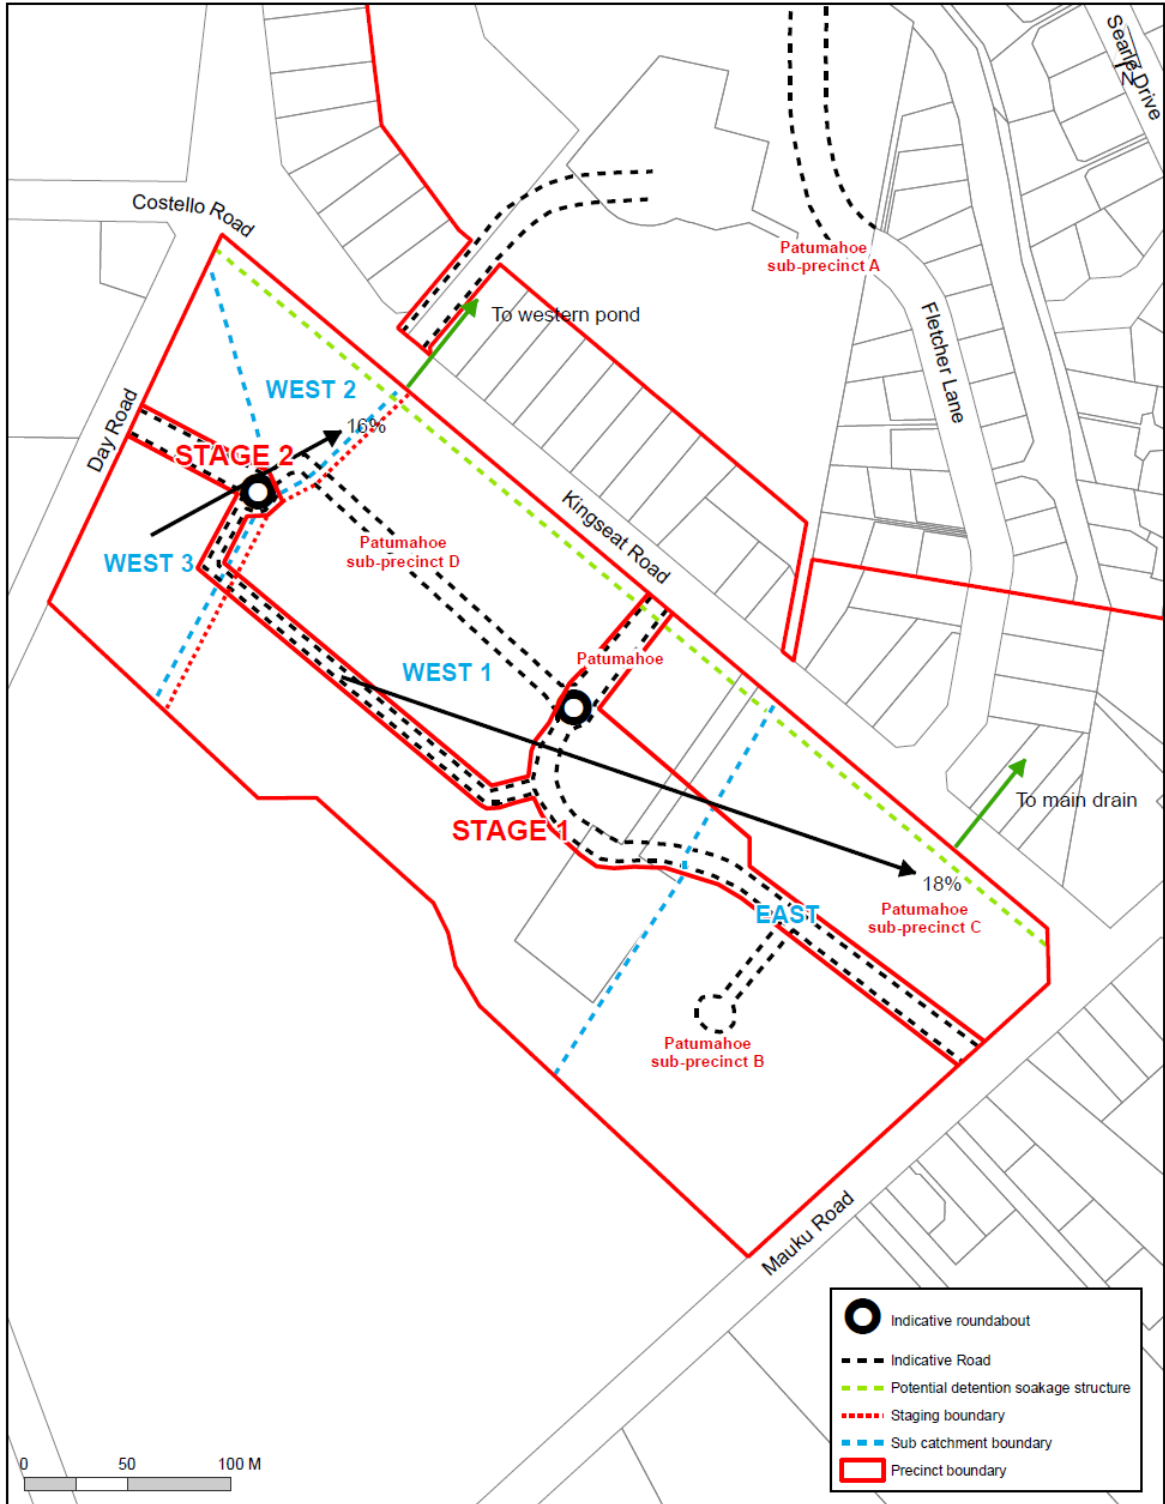 Searle Drive
N
Costello Road
Patumahoe
sub-precinct A
To western pond
Fletcher Lane
WEST 2
Day Road
16%
STAGE 2
Kingseat Road
Patumahoe
sub-precinct D
WEST 3
Patumahoe
WEST 1
To main drain
STAGE 1
18%
Patumahoe
sub-precinct C
EAST
Patumahoe
sub-precinct B
Mauku Road
Indicative roundabout
Indicative Road
Potential detention soakage structure
Staging boundary
Sub catchment boundary
Precinct boundary
0 50 100 M